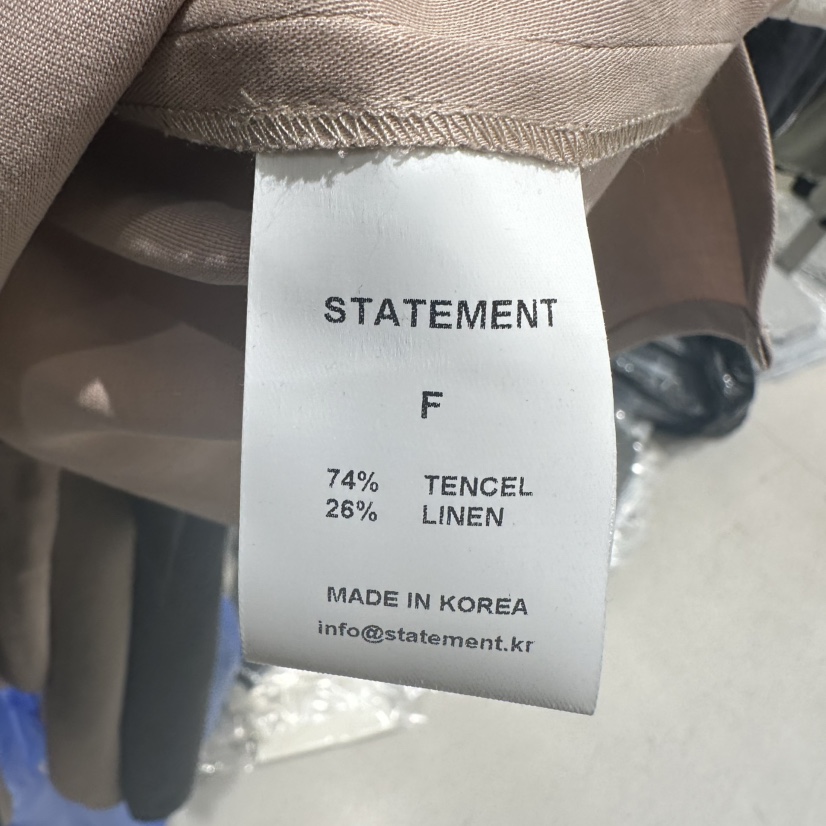 STATEMENT
F
74% TENCEL
26% LINEN
MADE IN KOREA
info@statement.kr